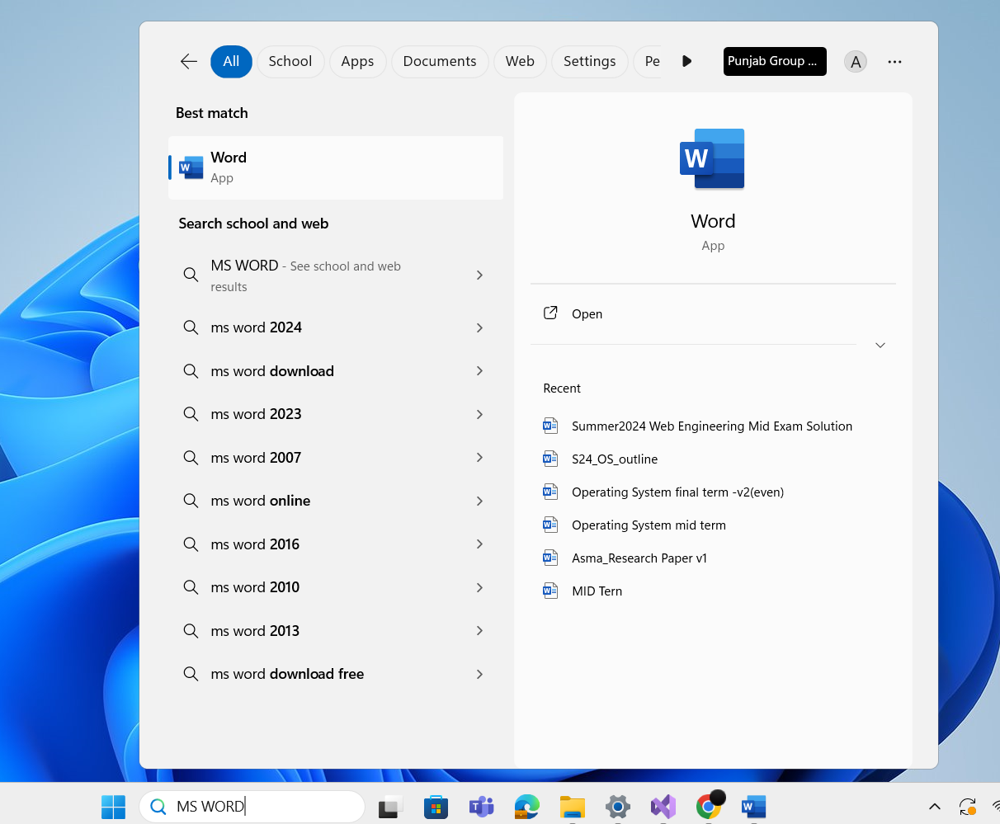 All
School
Apps
Documents
Web
Settings
Pe
Punjab Group ...
A
Best match
Word
App
Search school and web
MS WORD - See school and web
results
ms word 2024
ms word download
ms word 2023
ms word 2007
ms word online
ms word 2016
ms word 2010
ms word 2013
ms word download free
W
Word
App
Open
Recent
Summer2024 Web Engineering Mid Exam Solution
S24_OS_outline
Operating System final term -v2(even)
Operating System mid term
Asma_Research Paper v1
MID Tern
MS WORD